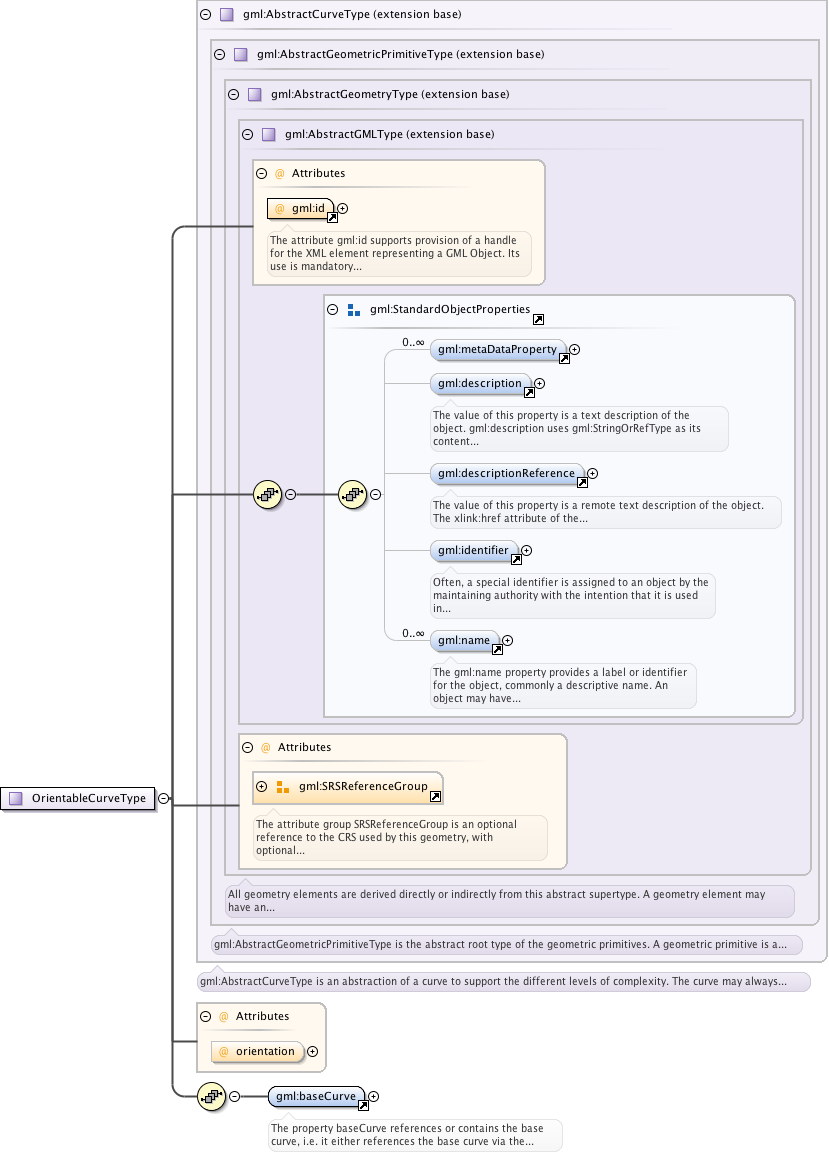 gml:AbstractCurveType (extension base)
gml:AbstractGeometricPrimitiveType (extension base)
gml:AbstractGeometryType (extension base)
gml:AbstractGMLType (extension base)
@ Attributes
@ gml:id
The attribute gml:id supports provision of a handle
for the XML element representing a GML Object. Its
use is mandatory...
gml:StandardObjectProperties
0..∞
gml:metaDataProperty
gml:description
The value of this property is a text description of the
object. gml:description uses gml:StringOrRefType as its
content...
gml:descriptionReference
The value of this property is a remote text description of the object.
The xlink:href attribute of the...
gml:identifier
Often, a special identifier is assigned to an object by the
maintaining authority with the intention that it is used
in...
0..∞
gml:name
The gml:name property provides a label or identifier
for the object, commonly a descriptive name. An
object may have...
@ Attributes
gml:SRSReferenceGroup
OrientableCurveType
The attribute group SRSReferenceGroup is an optional
reference to the CRS used by this geometry, with
optional...
All geometry elements are derived directly or indirectly from this abstract supertype. A geometry element may
have an...
gml:AbstractGeometricPrimitiveType is the abstract root type of the geometric primitives. A geometric primitive is a...
gml:AbstractCurveType is an abstraction of a curve to support the different levels of complexity. The curve may always...
@ Attributes
@ orientation
gml:baseCurve
The property baseCurve references or contains the base
curve, i.e. it either references the base curve via the...